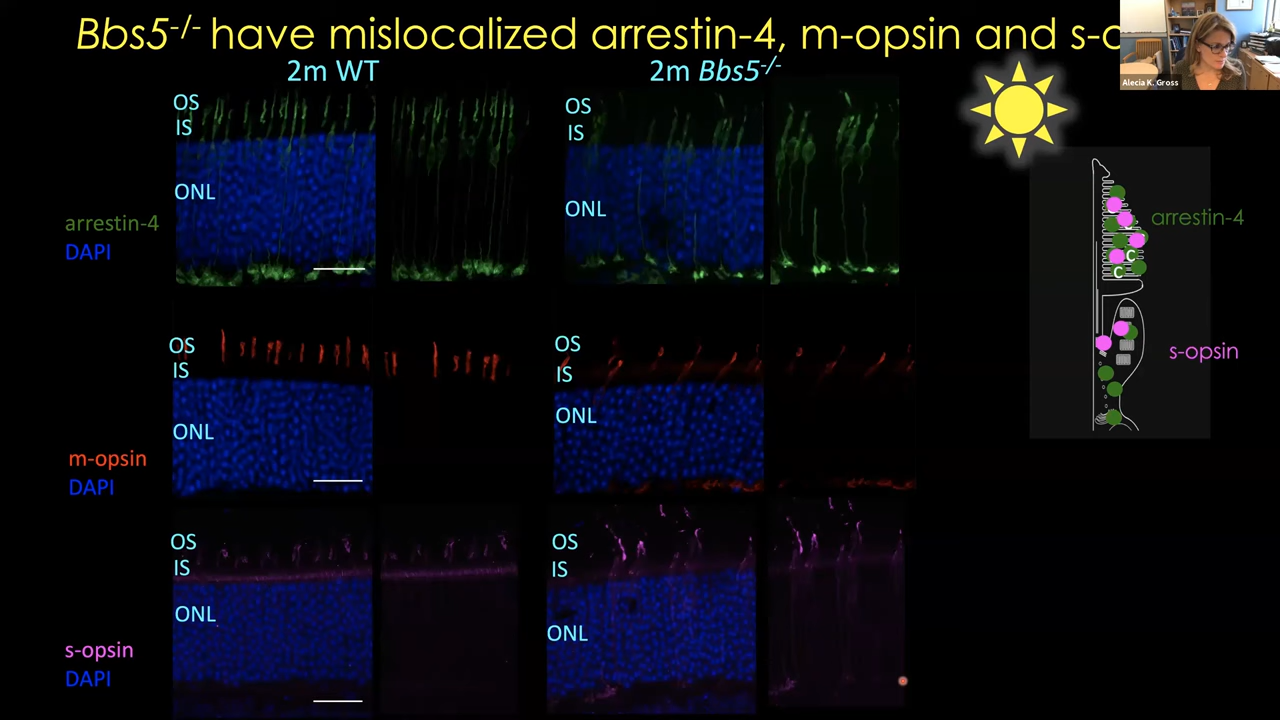 Bbs5-/- have mislocalized arrestin-4, m-opsin and s-o
Alecia K. Gross
2m WT
2m Bbs5-/-
OS
IS
ONL
arrestin-4
DAPI
OS
IS
ONL
arrestin-4
C
C
s-opsin
OS
IS
ONL
m-opsin
DAPI
OS
IS
ONL
OS
IS
ONL
s-opsin
DAPI
OS
IS
ONL